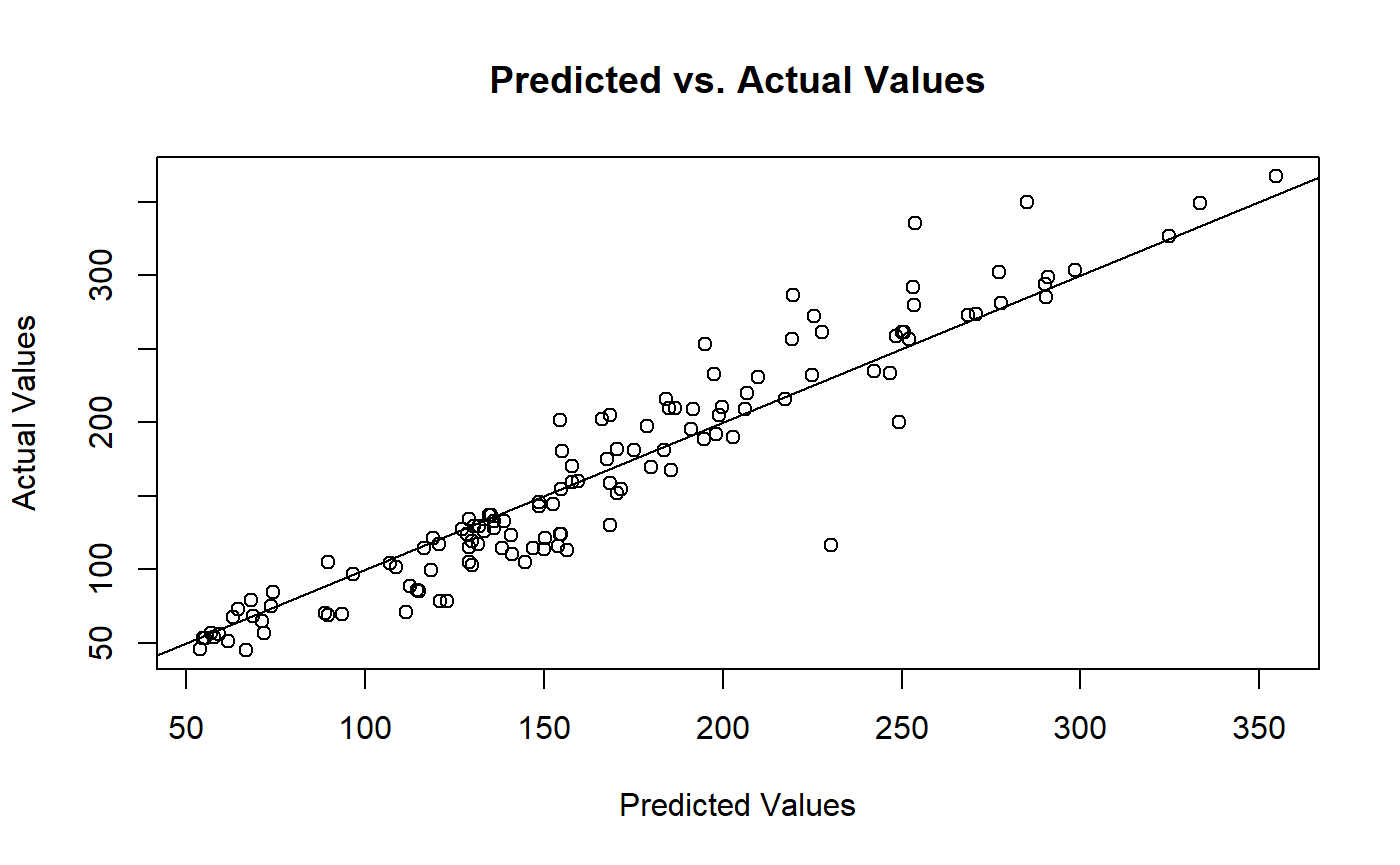 Predicted vs. Actual Values
Actual Values
300
200
100
50
50 100 150 200 250 300 350
Predicted Values